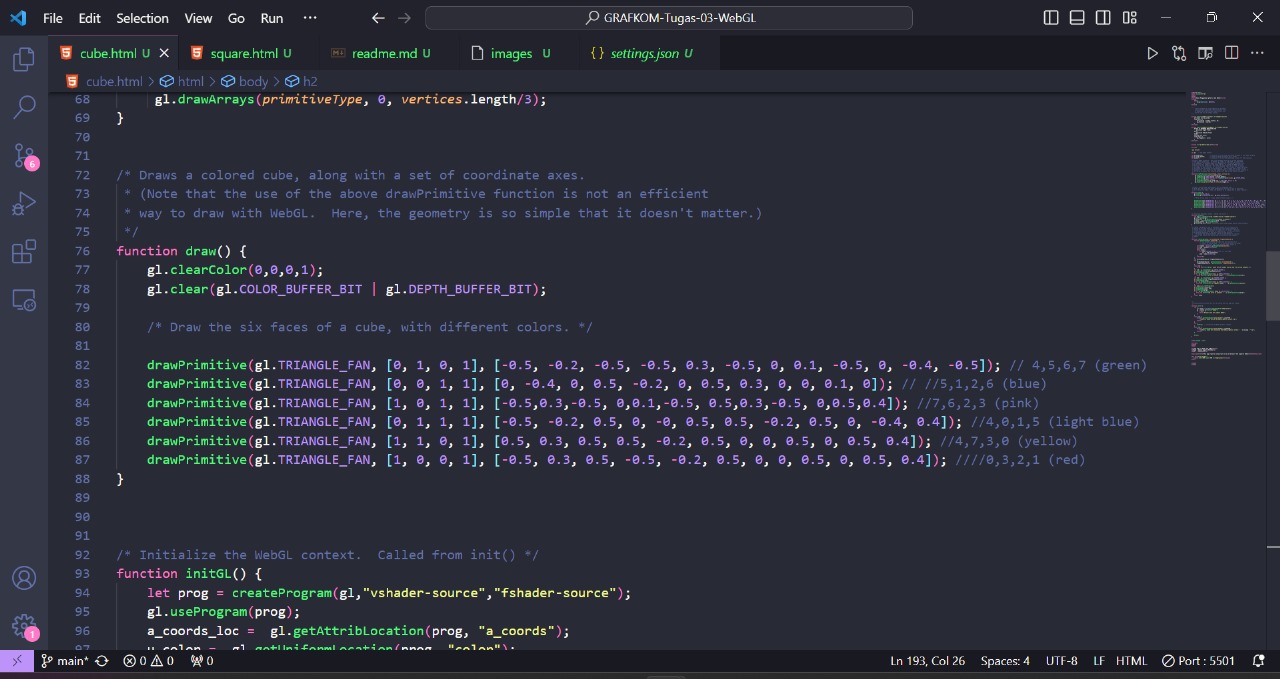 File Edit Selection View Go Run ··· GRAFKOM-Tugas-03-WebGL
cube.html U square.html U readme.md U images U {} settings.json U
cube.html > html > body > h2
68 gl.drawArrays(primitiveType, 0, vertices.length/3);
69 }
70
71
72 /* Draws a colored cube, along with a set of coordinate axes.
73 * (Note that the use of the above drawPrimitive function is not an efficient
74 * way to draw with WebGL.  Here, the geometry is so simple that it doesn't matter.)
75 */
76 function draw() {
77 gl.clearColor(0,0,0,1);
78 gl.clear(gl.COLOR_BUFFER_BIT | gl.DEPTH_BUFFER_BIT);
79
80 /* Draw the six faces of a cube, with different colors. */
81
82 drawPrimitive(gl.TRIANGLE_FAN, [0, 1, 0, 1], [-0.5, -0.2, -0.5, -0.5, 0.3, -0.5, 0, 0.1, -0.5, 0, -0.4, -0.5]); // 4,5,6,7 (green)
83 drawPrimitive(gl.TRIANGLE_FAN, [0, 0, 1, 1], [0, -0.4, 0, 0.5, -0.2, 0, 0.5, 0.3, 0, 0, 0.1, 0]); // //5,1,2,6 (blue)
84 drawPrimitive(gl.TRIANGLE_FAN, [1, 0, 1, 1], [-0.5,0.3,-0.5, 0,0.1,-0.5, 0.5,0.3,-0.5, 0,0.5,0.4]); //7,6,2,3 (pink)
85 drawPrimitive(gl.TRIANGLE_FAN, [0, 1, 1, 1], [-0.5, -0.2, 0.5, 0, -0, 0.5, 0.5, -0.2, 0.5, 0, -0.4, 0.4]); //4,0,1,5 (light blue)
86 drawPrimitive(gl.TRIANGLE_FAN, [1, 1, 0, 1], [0.5, 0.3, 0.5, 0.5, -0.2, 0.5, 0, 0, 0.5, 0, 0.5, 0.4]); //4,7,3,0 (yellow)
87 drawPrimitive(gl.TRIANGLE_FAN, [1, 0, 0, 1], [-0.5, 0.3, 0.5, -0.5, -0.2, 0.5, 0, 0, 0.5, 0, 0.5, 0.4]); ////0,3,2,1 (red)
88 }
89
90
91
92 /* Initialize the WebGL context.  Called from init() */
93 function initGL() {
94 let prog = createProgram(gl,"vshader-source","fshader-source");
95 gl.useProgram(prog);
96 a_coords_loc =  gl.getAttribLocation(prog, "a_coords");
97 u_color =  gl.getUniformLocation(prog, "color");
6
1
main* 0 0 0 Ln 193, Col 26 Spaces: 4 UTF-8 LF HTML Port : 5501